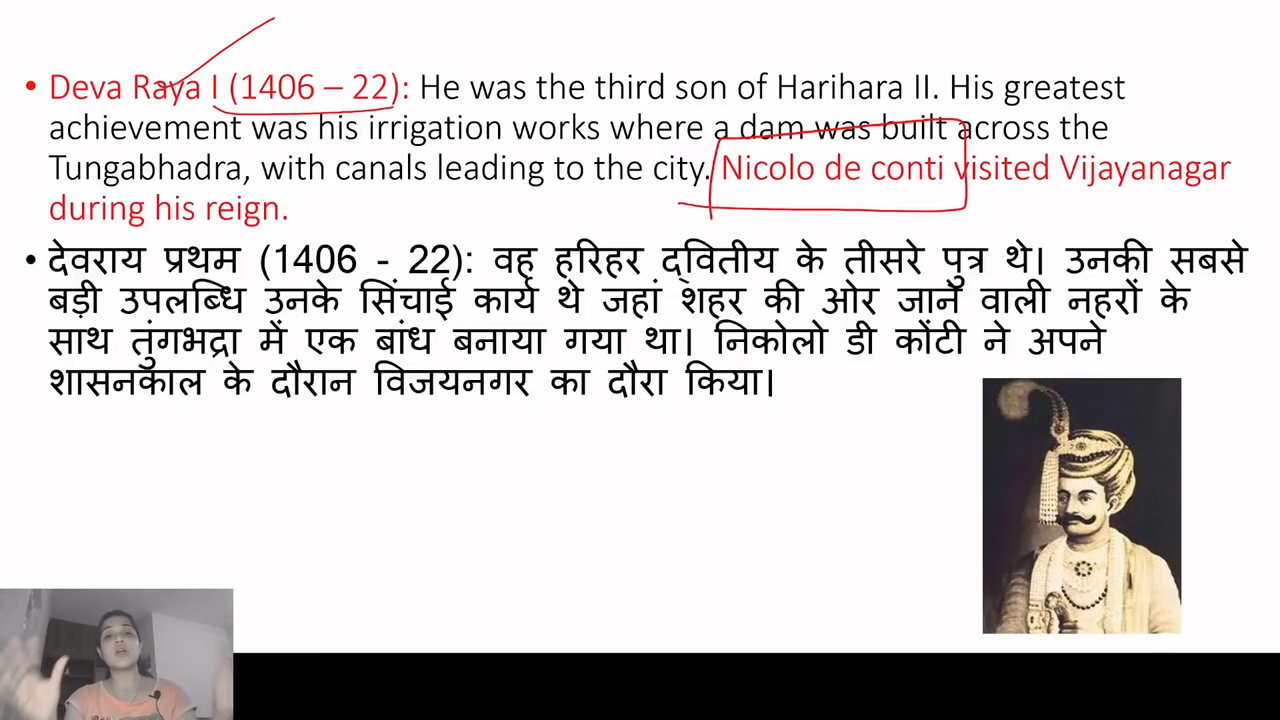 • Deva Raya I (1406 – 22): He was the third son of Harihara II. His greatest
achievement was his irrigation works where a dam was built across the
Tungabhadra, with canals leading to the city. Nicolo de conti visited Vijayanagar
during his reign.
• देवराय प्रथम (1406 - 22): वह हरिहर द्वितीय के तीसरे पुत्र थे। उनकी सबसे
बड़ी उपलब्धि उनके सिंचाई कार्य थे जहां शहर की ओर जाने वाली नहरों के
साथ तुंगभद्रा में एक बांध बनाया गया था। निकोलो डी कोंटी ने अपने
शासनकाल के दौरान विजयनगर का दौरा किया।